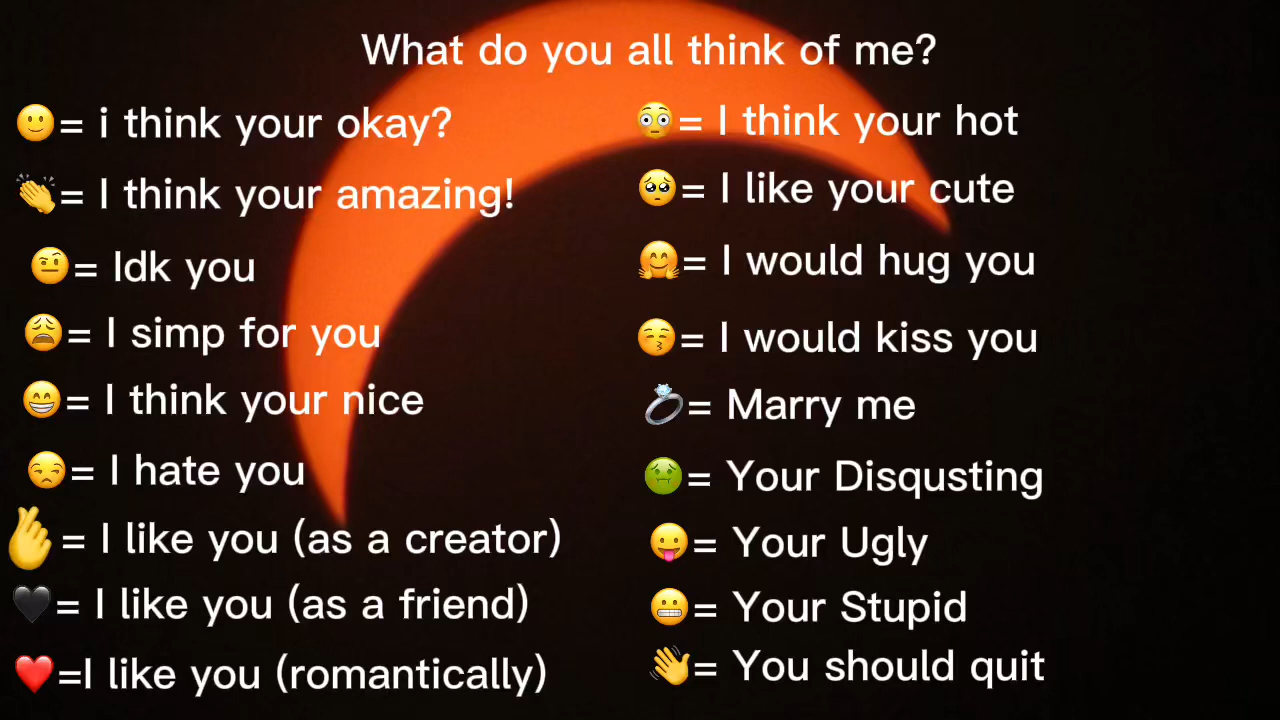 What do you all think of me?
🙂= i think your okay?
👏= I think your amazing!
🤨= Idk you
😩= I simp for you
😁= I think your nice
😒= I hate you
🫰= I like you (as a creator)
🖤= I like you (as a friend)
❤️=I like you (romantically)
😳= I think your hot
🥺= I like your cute
🤗= I would hug you
😚= I would kiss you
💍= Marry me
🤢= Your Disqusting
😛= Your Ugly
😬= Your Stupid
👋= You should quit